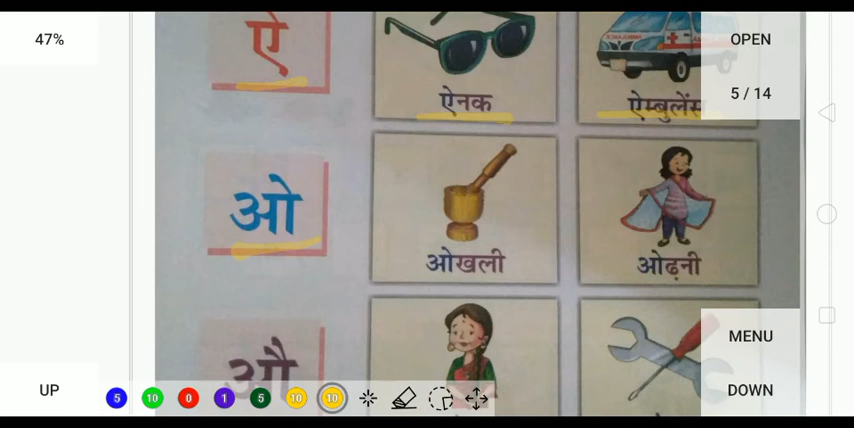 47%
OPEN
5 / 14
ऐ
ऐनक
ऐम्बुलेंस
ओ
ओखली
ओढ़नी
औ
MENU
UP
DOWN
5 10 0 1 5 10 10